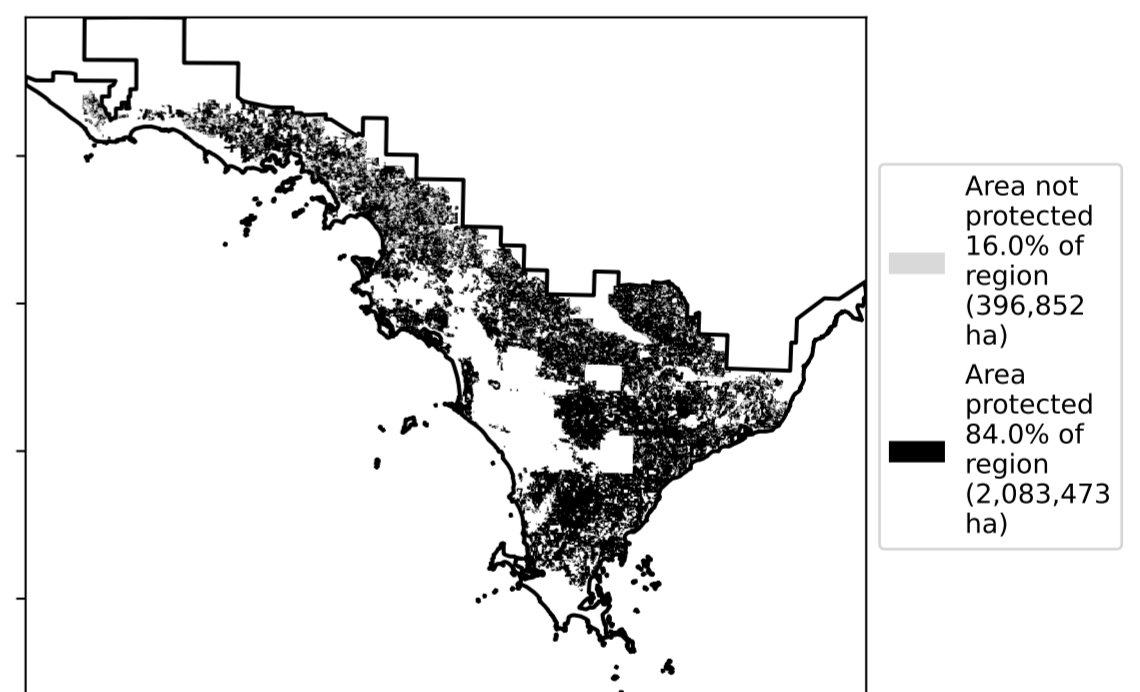 Area not
protected
16.0% of
region
(396,852
ha)
Area
protected
84.0% of
region
(2,083,473
ha)